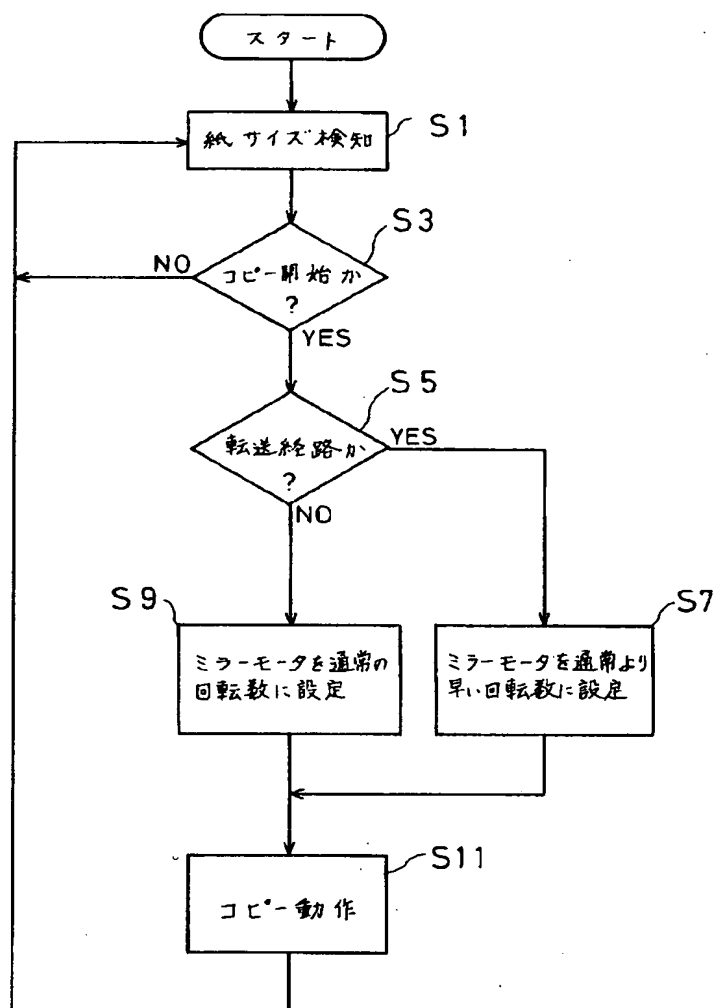 スタート
紙サイズ検知
S1
S3
NO
コピー開始か
?
YES
S5
転送経路か
YES
?
NO
S9
S7
ミラーモータを通常の
回転数に設定
ミラーモータを通常より
早い回転数に設定
S11
コピー動作